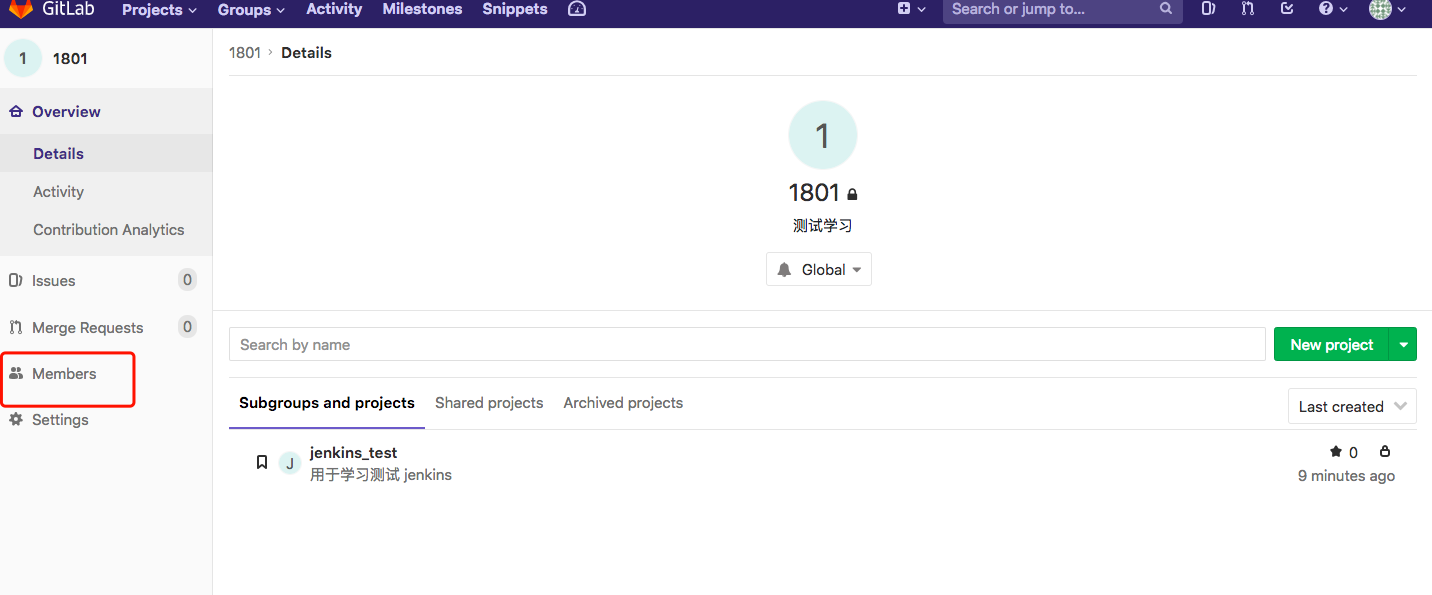 GitLab Projects Groups Activity Milestones Snippets Search or jump to...
1 1801
Overview
Details
Activity
Contribution Analytics
Issues 0
Merge Requests 0
Members
Settings
1801 › Details
1
1801
测试学习
Global
Search by name New project
Subgroups and projects Shared projects Archived projects Last created
J jenkins_test 0
用于学习测试 jenkins 9 minutes ago